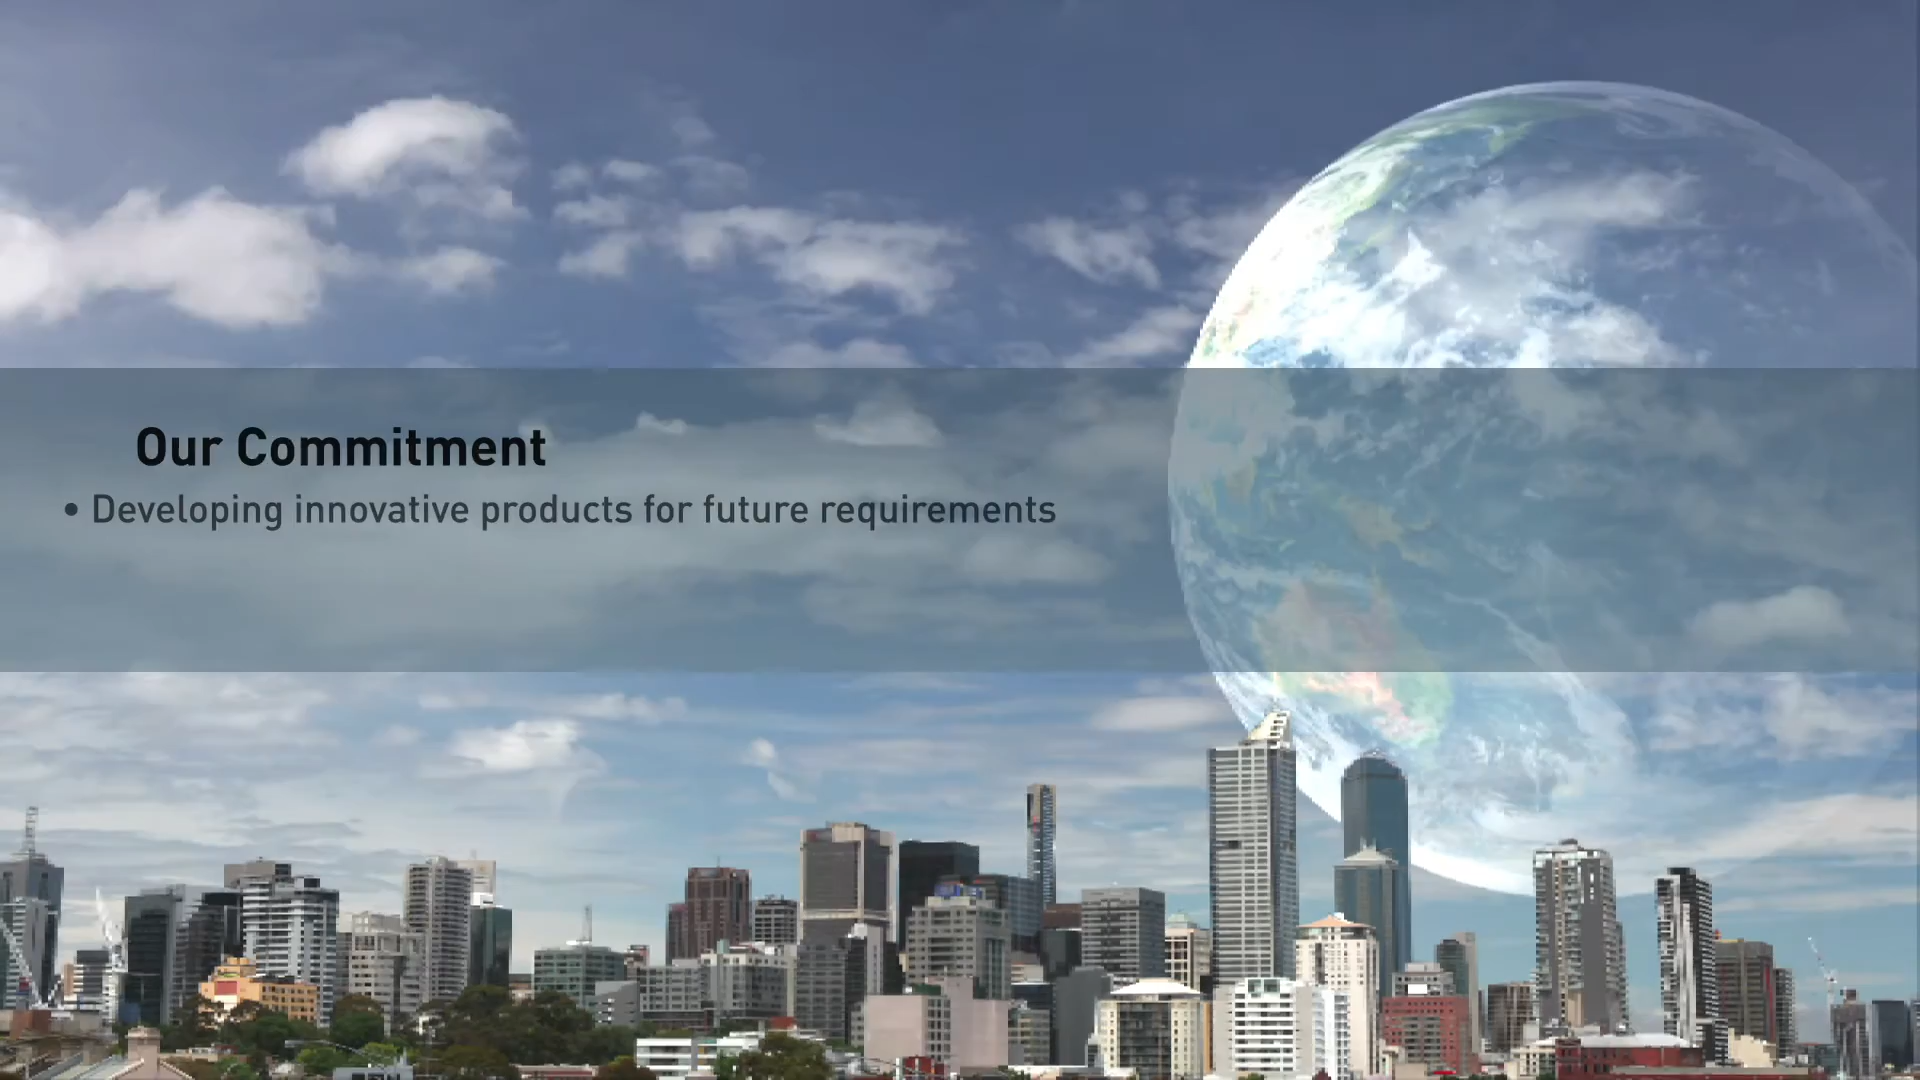 Our Commitment
• Developing innovative products for future requirements